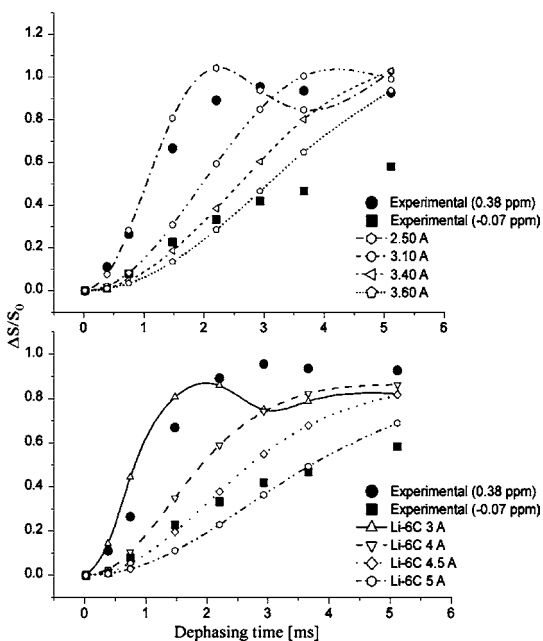 1.2
1.0
0.8
0.6
0.4
0.2
0.0
Experimental (0.38 ppm)
Experimental (-0.07 ppm)
2.50 A
3.10 A
3.40 A
3.60 A
0 1 2 3 4 5 6
ΔS/S0
1.0
0.8
0.6
0.4
0.2
0.0
Experimental (0.38 ppm)
Experimental (-0.07 ppm)
Li-6C 3 A
Li-6C 4 A
Li-6C 4.5 A
Li-6C 5 A
0 1 2 3 4 5 6
Dephasing time [ms]